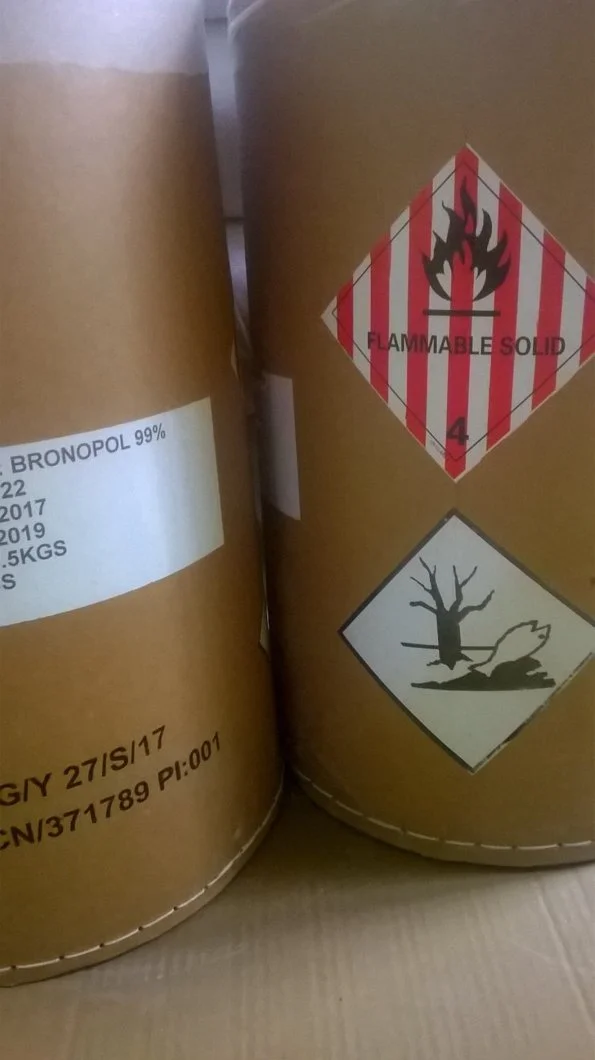 : BRONOPOL 99%
22
2017
2019
.5KGS
S
G/Y 27/S/17
CN/371789 PI:001
FLAMMABLE SOLID
4